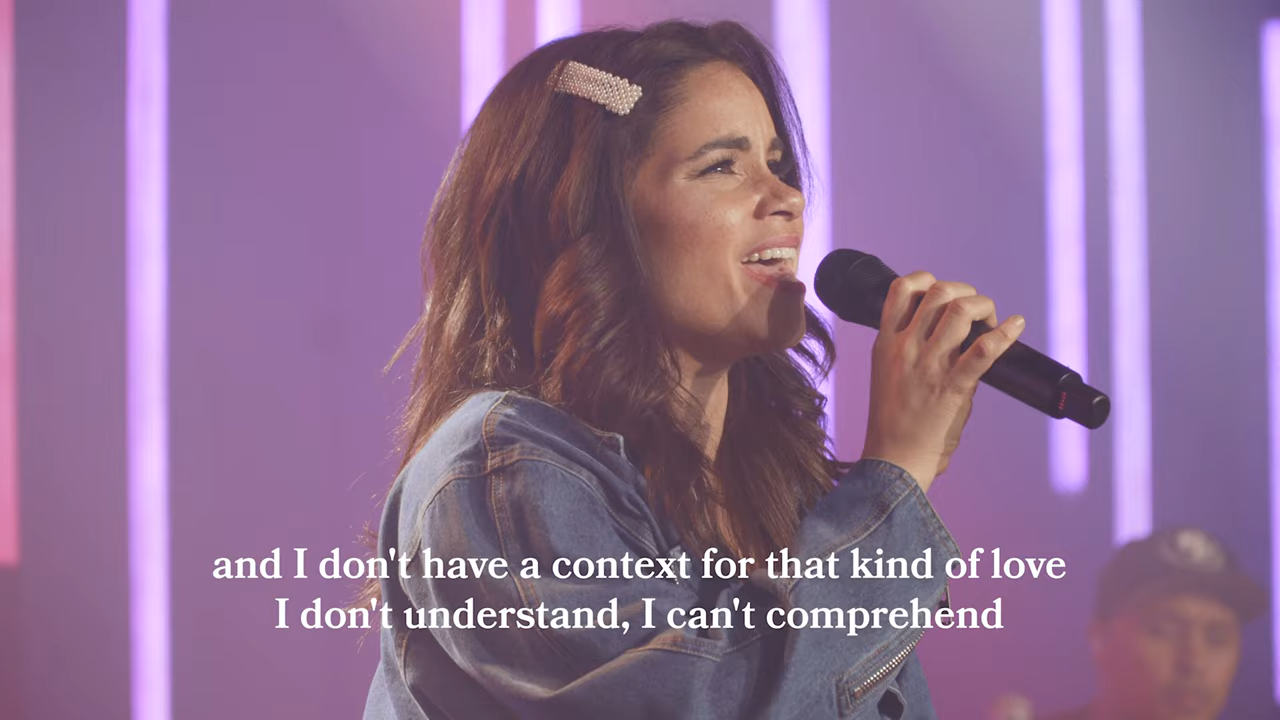 and I don't have a context for that kind of love
I don't understand, I can't comprehend